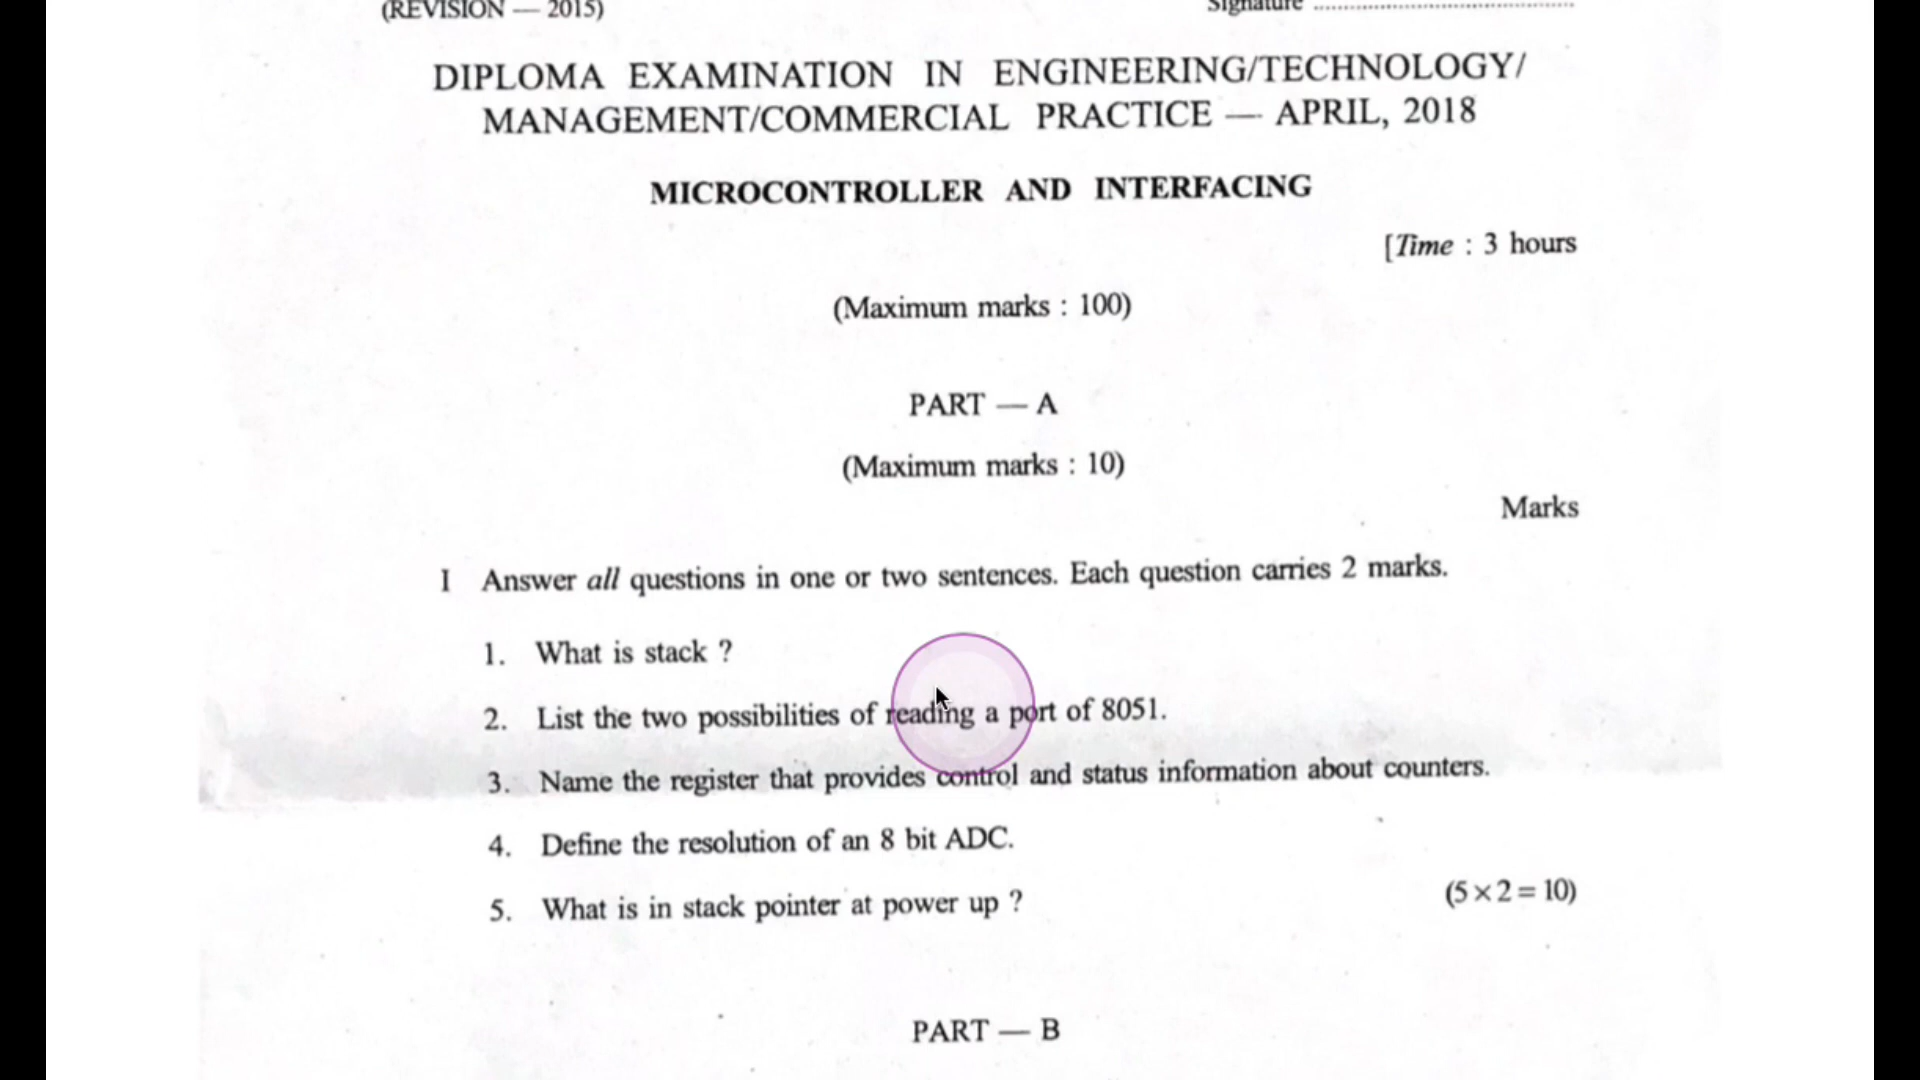 (REVISION — 2015)
Signature ........................................
DIPLOMA EXAMINATION IN ENGINEERING/TECHNOLOGY/
MANAGEMENT/COMMERCIAL PRACTICE — APRIL, 2018
MICROCONTROLLER AND INTERFACING
[Time : 3 hours
(Maximum marks : 100)
PART — A
(Maximum marks : 10)
Marks
I Answer all questions in one or two sentences. Each question carries 2 marks.
1. What is stack ?
2. List the two possibilities of reading a port of 8051.
3. Name the register that provides control and status information about counters.
4. Define the resolution of an 8 bit ADC.
5. What is in stack pointer at power up ? (5×2=10)
PART — B